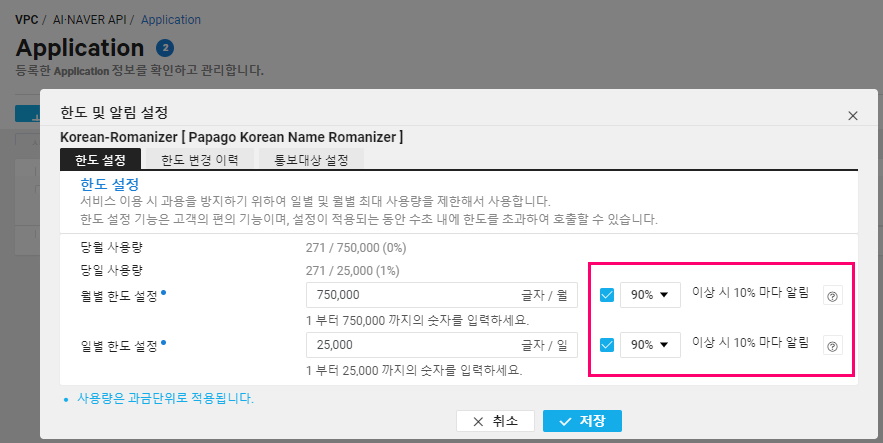 VPC / AI·NAVER API / Application
Application 2
등록한 Application 정보를 확인하고 관리합니다.
한도 및 알림 설정
Korean-Romanizer [ Papago Korean Name Romanizer ]
한도 설정 한도 변경 이력 통보대상 설정
한도 설정
서비스 이용 시 과용을 방지하기 위하여 일별 및 월별 최대 사용량을 제한해서 사용합니다.
한도 설정 기능은 고객의 편의 기능이며, 설정이 적용되는 동안 수초 내에 한도를 초과하여 호출할 수 있습니다.
당월 사용량 271 / 750,000 (0%)
당일 사용량 271 / 25,000 (1%)
월별 한도 설정 750,000 글자 / 월 90% 이상 시 10% 마다 알림
1 부터 750,000 까지의 숫자를 입력하세요.
일별 한도 설정 25,000 글자 / 일 90% 이상 시 10% 마다 알림
1 부터 25,000 까지의 숫자를 입력하세요.
사용량은 과금단위로 적용됩니다.
취소 저장